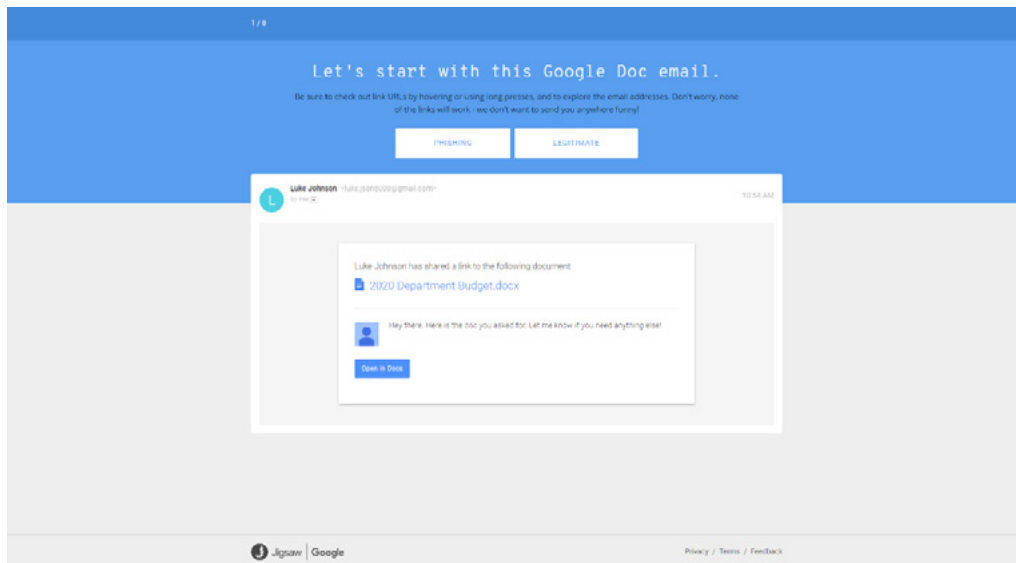 1 / 8
Let's start with this Google Doc email.
Be sure to check out link URLs by hovering or using long presses, and to explore the email addresses. Don't worry, none
of the links will work - we don't want to send you anywhere funny!
PHISHING LEGITIMATE
L
Luke Johnson
to me
10:54 AM
Luke Johnson has shared a link to the following document
2020 Department Budget.docx
Hey there. Here is the doc you asked for. Let me know if you need anything else!
Open in Docs
Jigsaw | Google
Privacy / Terms / Feedback